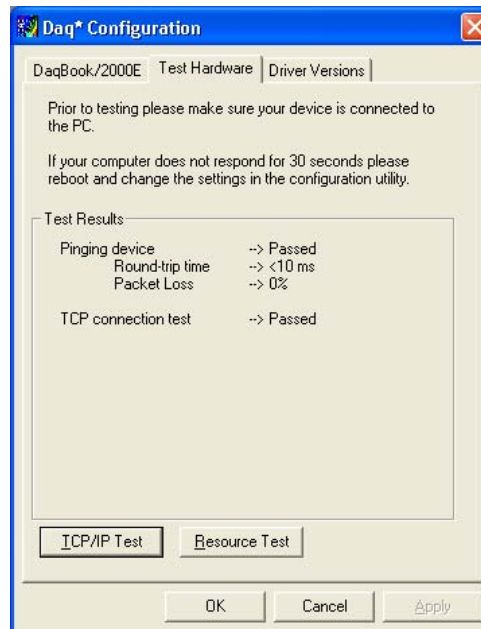 Daq* Configuration
DaqBook/2000E Test Hardware Driver Versions
Prior to testing please make sure your device is connected to
the PC.
If your computer does not respond for 30 seconds please
reboot and change the settings in the configuration utility.
Test Results
Pinging device --> Passed
Round-trip time --> <10 ms
Packet Loss --> 0%
TCP connection test --> Passed
TCP/IP Test Resource Test
OK Cancel Apply